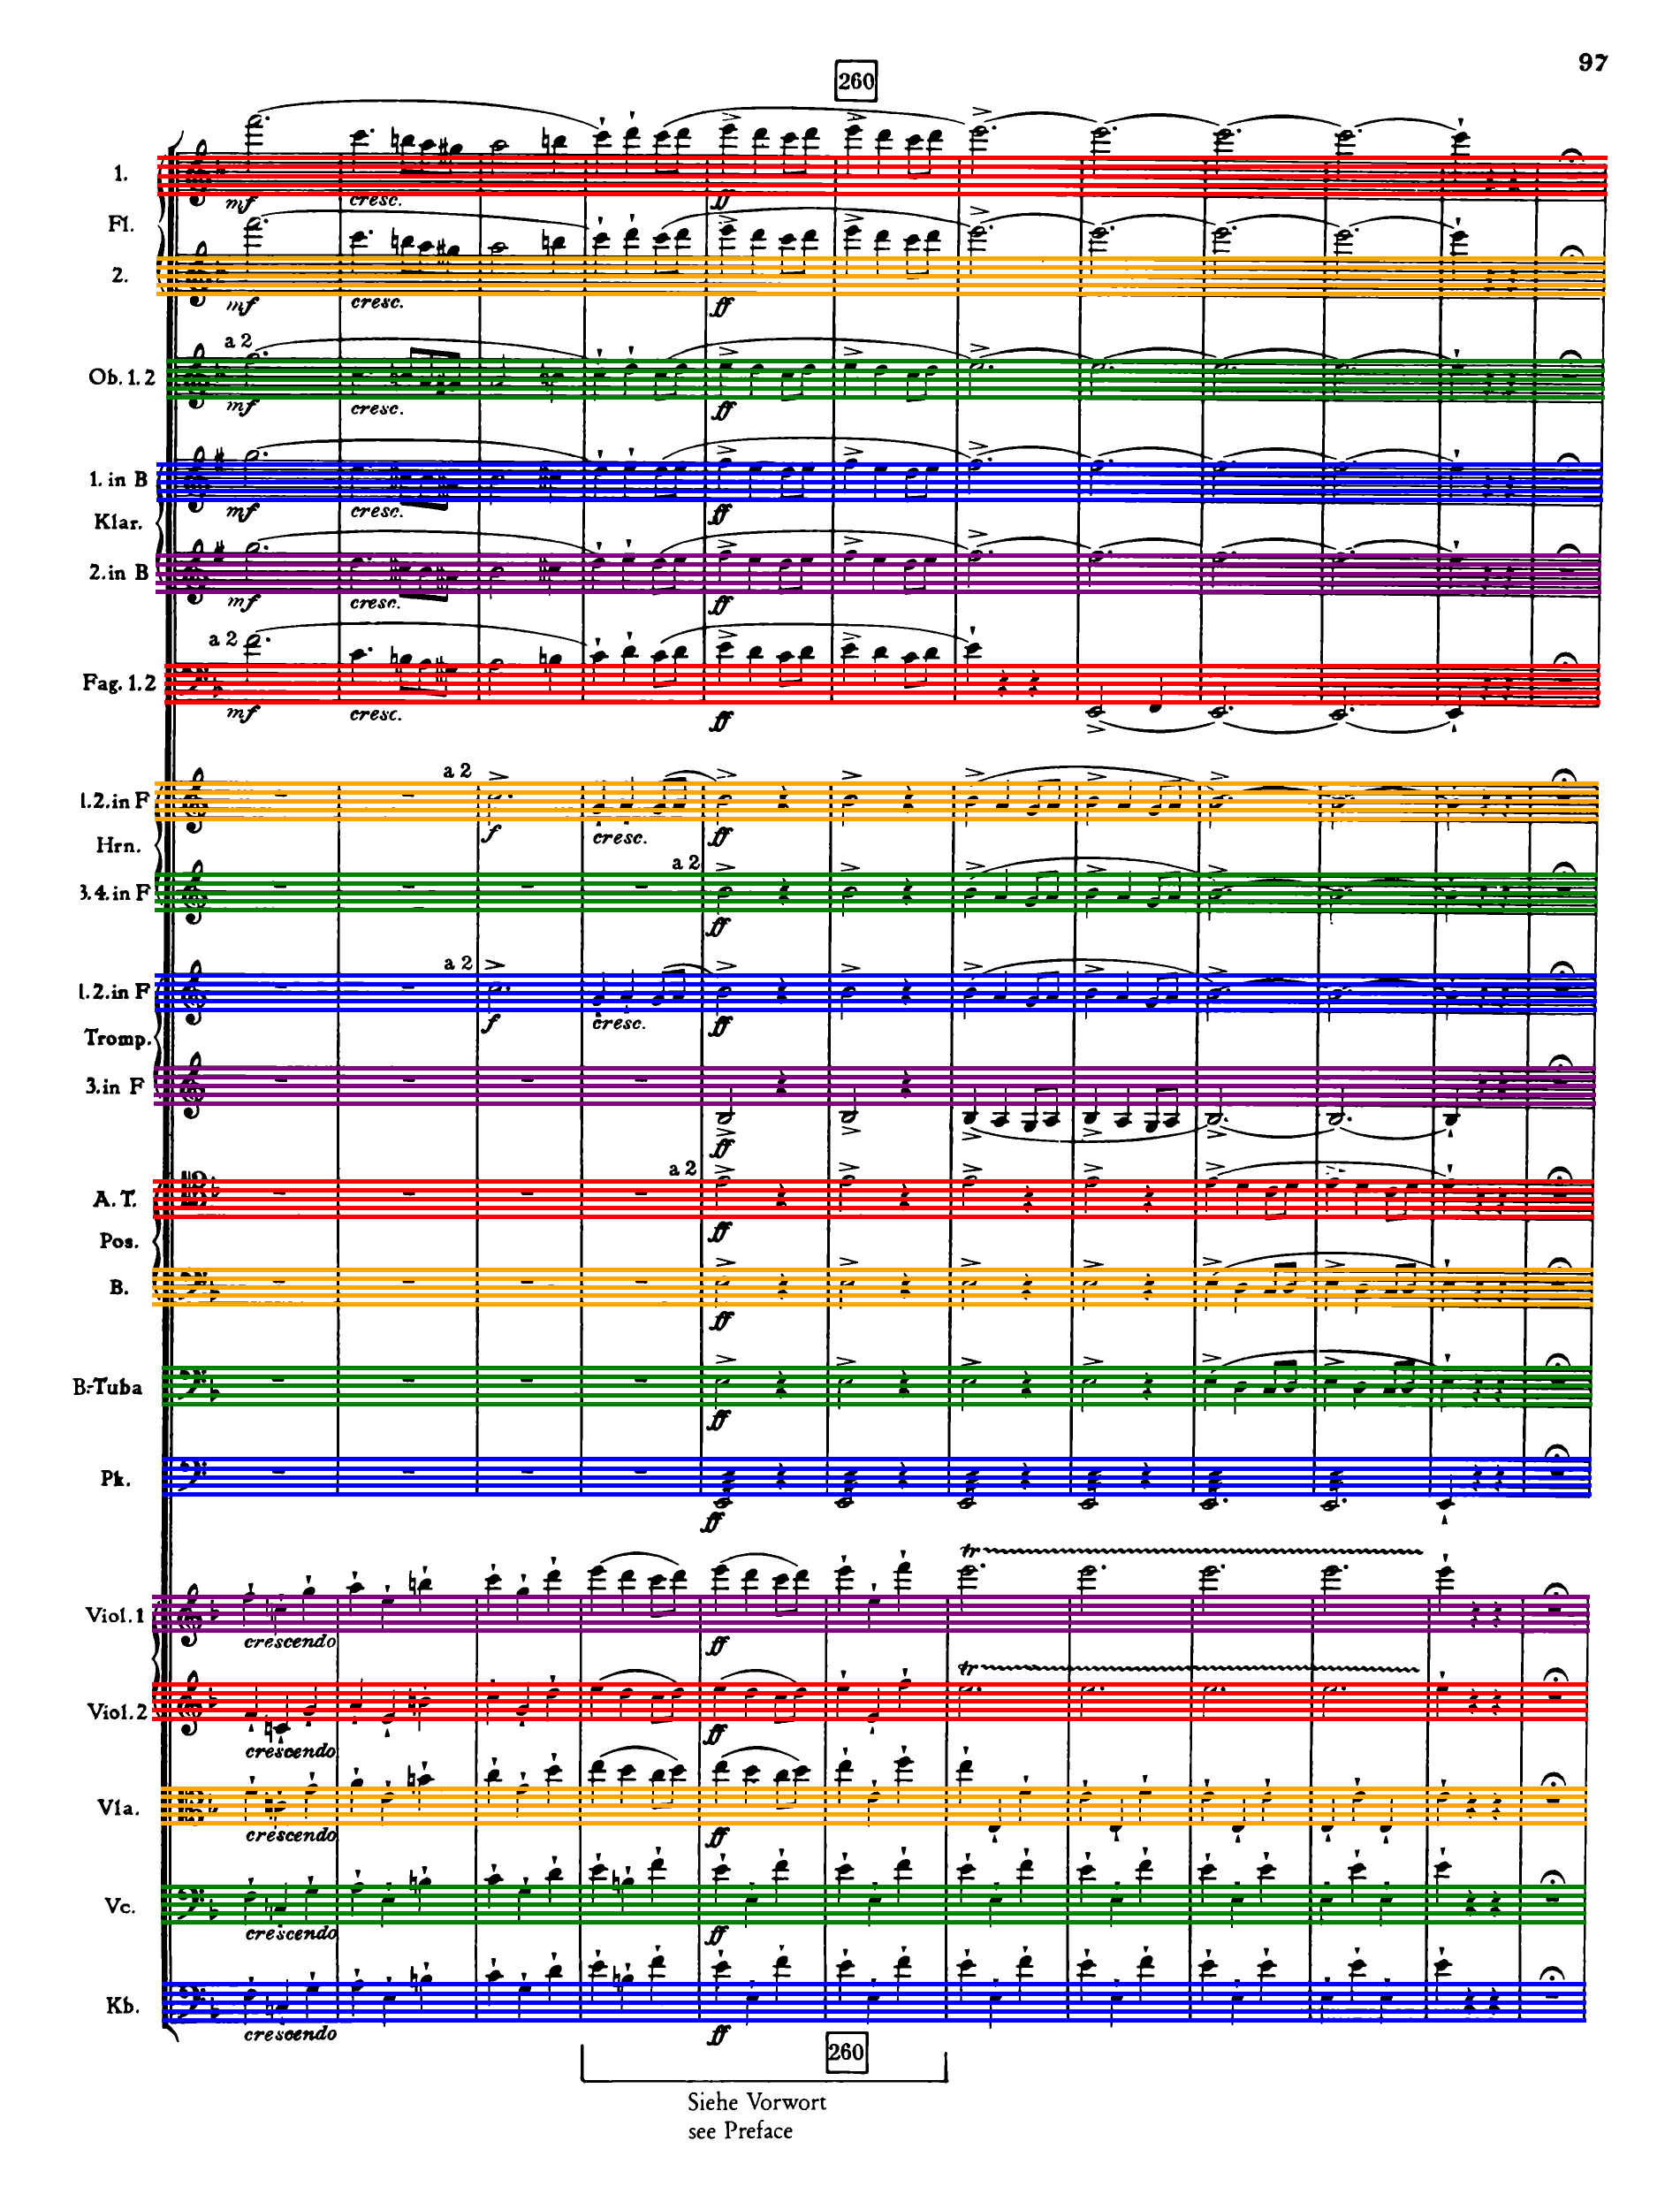 97
260
1.
mf cresc. ff
Fl.
2.
mf cresc. ff
a 2
Ob. 1.2
mf cresc. ff
1. in B
mf cresc. ff
Klar.
2. in B
mf cresc. ff
a 2
Fag. 1.2
mf cresc. ff
a 2
1.2. in F
f cresc. ff
Hrn.
a 2
3.4. in F
ff
a 2
1.2. in F
f cresc. ff
Tromp.
3. in F
ff
a 2
A. T.
ff
Pos.
B.
ff
B.-Tuba
ff
Pk.
ff
tr
Viol. 1
crescendo ff
tr
Viol. 2
crescendo ff
Vla.
crescendo ff
Vc.
crescendo ff
Kb.
crescendo ff
260
Siehe Vorwort
see Preface